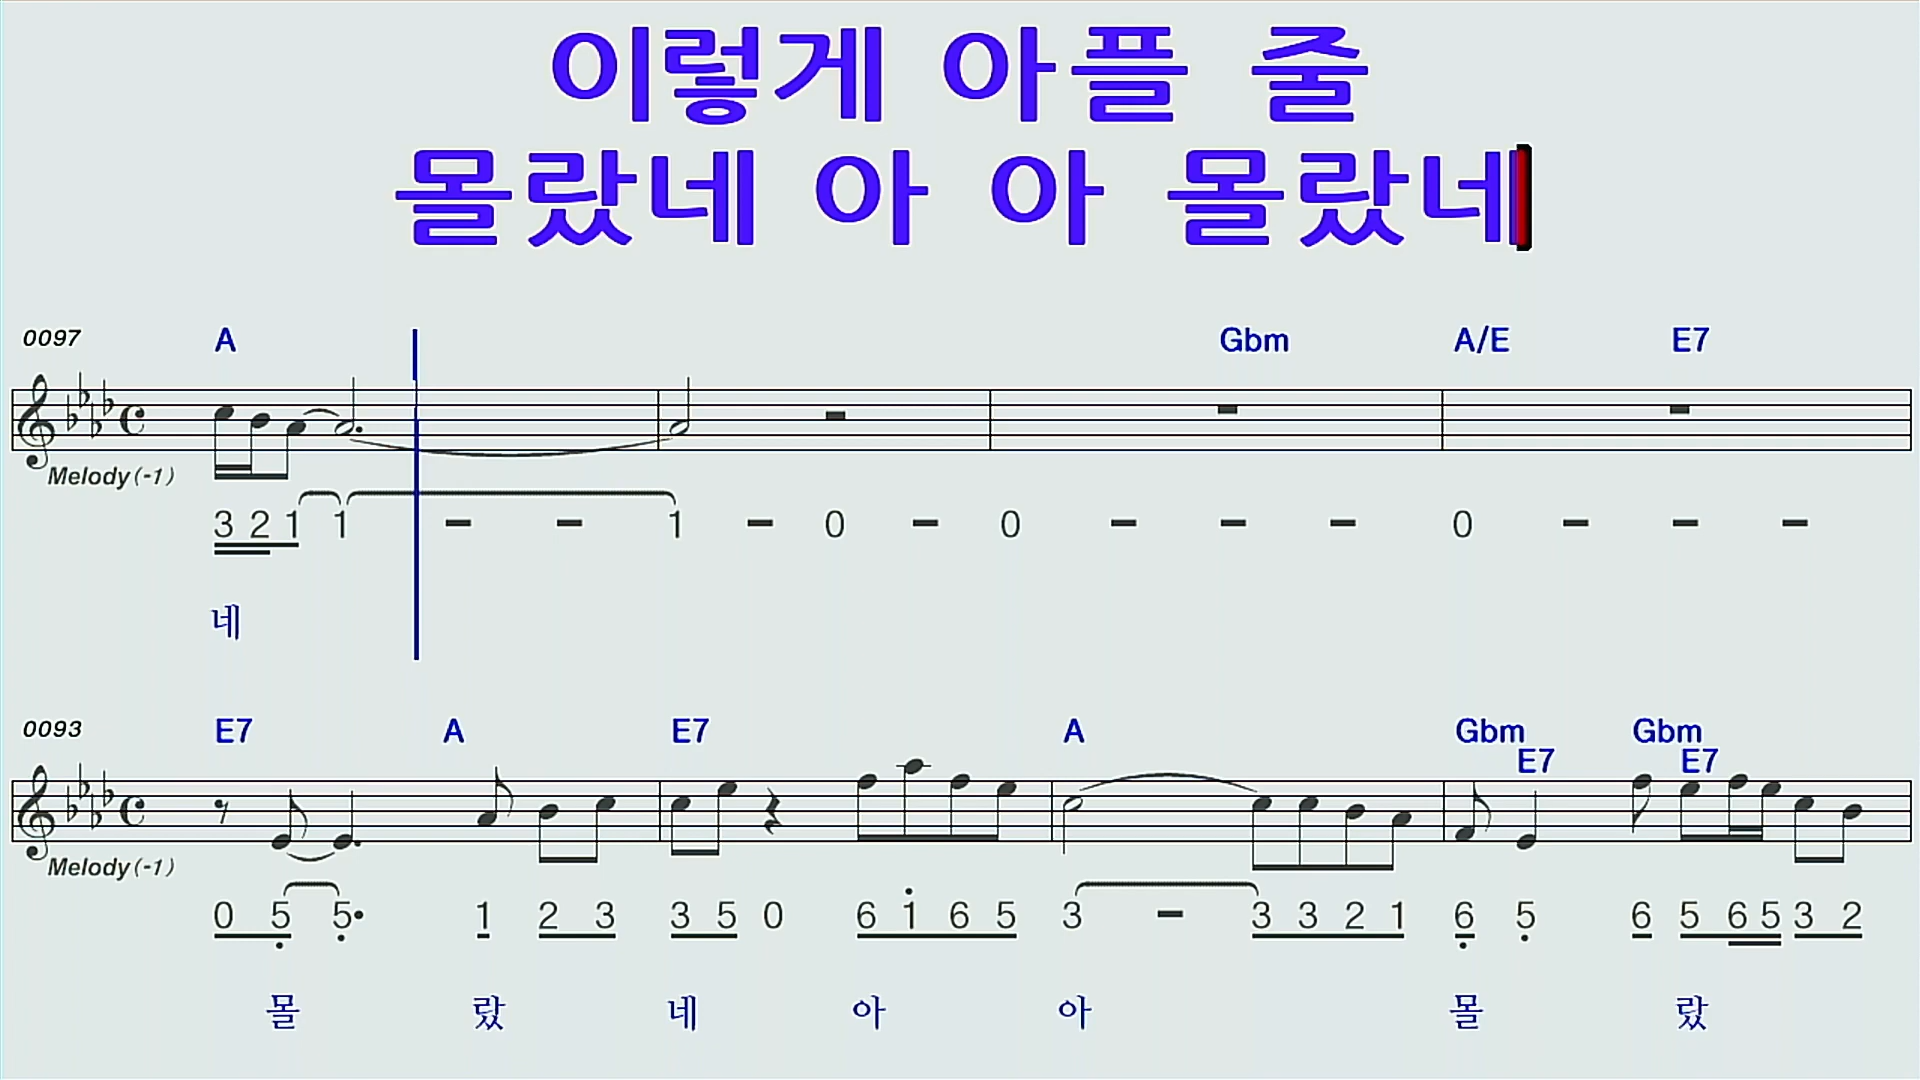 이렇게 아플 줄
몰랐네 아 아 몰랐네
0097 A Gbm A/E E7
Melody(-1)
3 2 1 1 - - 1 - 0 - 0 - - - 0 - - -
네
0093 E7 A E7 A Gbm E7 Gbm E7
Melody(-1)
0 5 5• 1 2 3 3 5 0 6 1 6 5 3 - 3 3 2 1 6 5 6 5 6 5 3 2
몰 랐 네 아 아 몰 랐